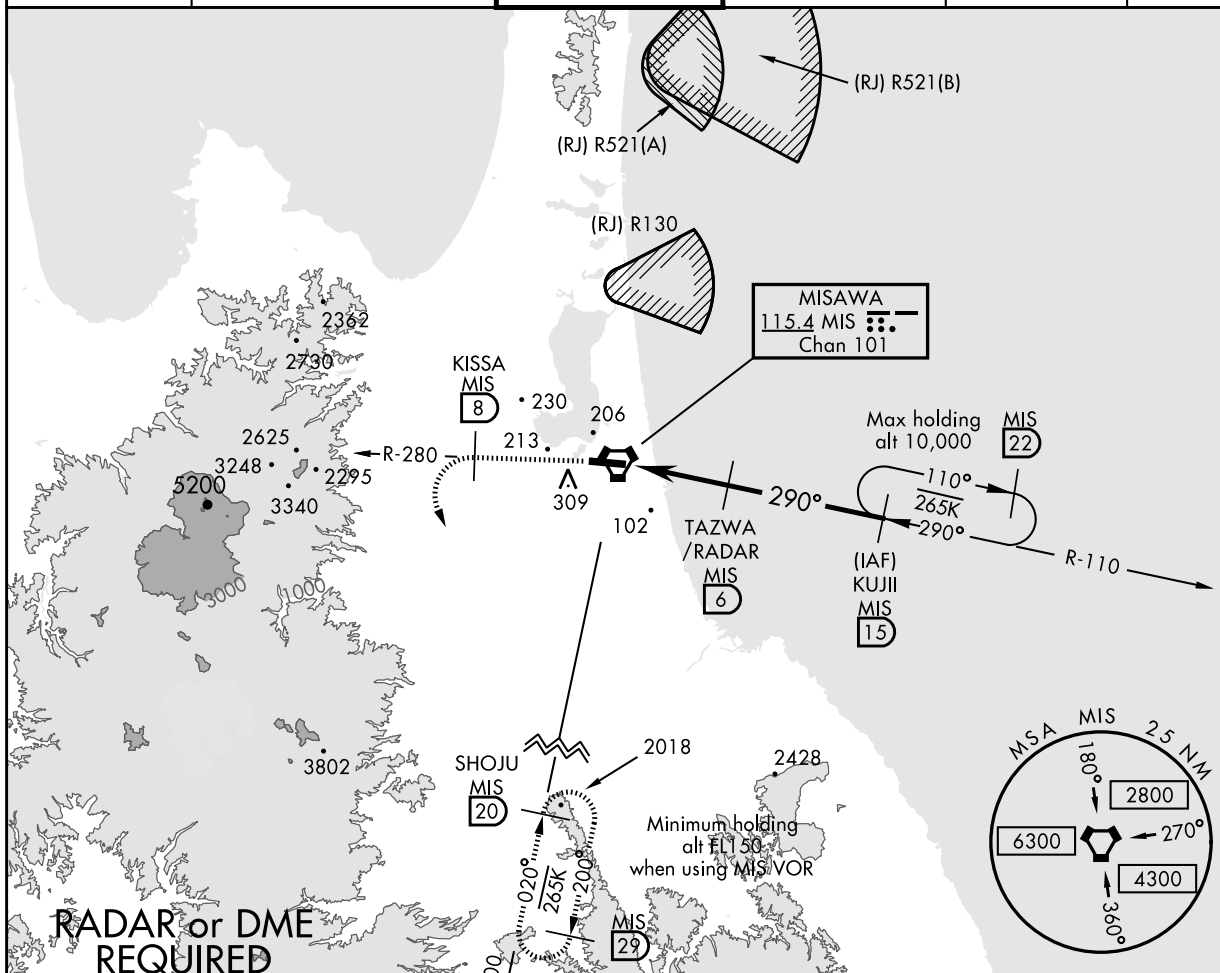 (RJ) R521(B)
(RJ) R521(A)
(RJ) R130
MISAWA
115.4 MIS
Chan 101
2362
2730
KISSA
MIS
8
230
206
213
Max holding
alt 10,000
MIS
22
2625
3248
2295
3340
5200
R-280
309
102
110°
265K
290°
290°
R-110
TAZWA
/RADAR
MIS
6
(IAF)
KUJII
MIS
15
3000
1000
3802
SHOJU
MIS
20
2018
2428
Minimum holding
alt FL150
when using MIS VOR
020°
265K
200°
MIS
29
MSA MIS 25 NM
180°
2800
6300
270°
4300
360°
RADAR or DME
REQUIRED